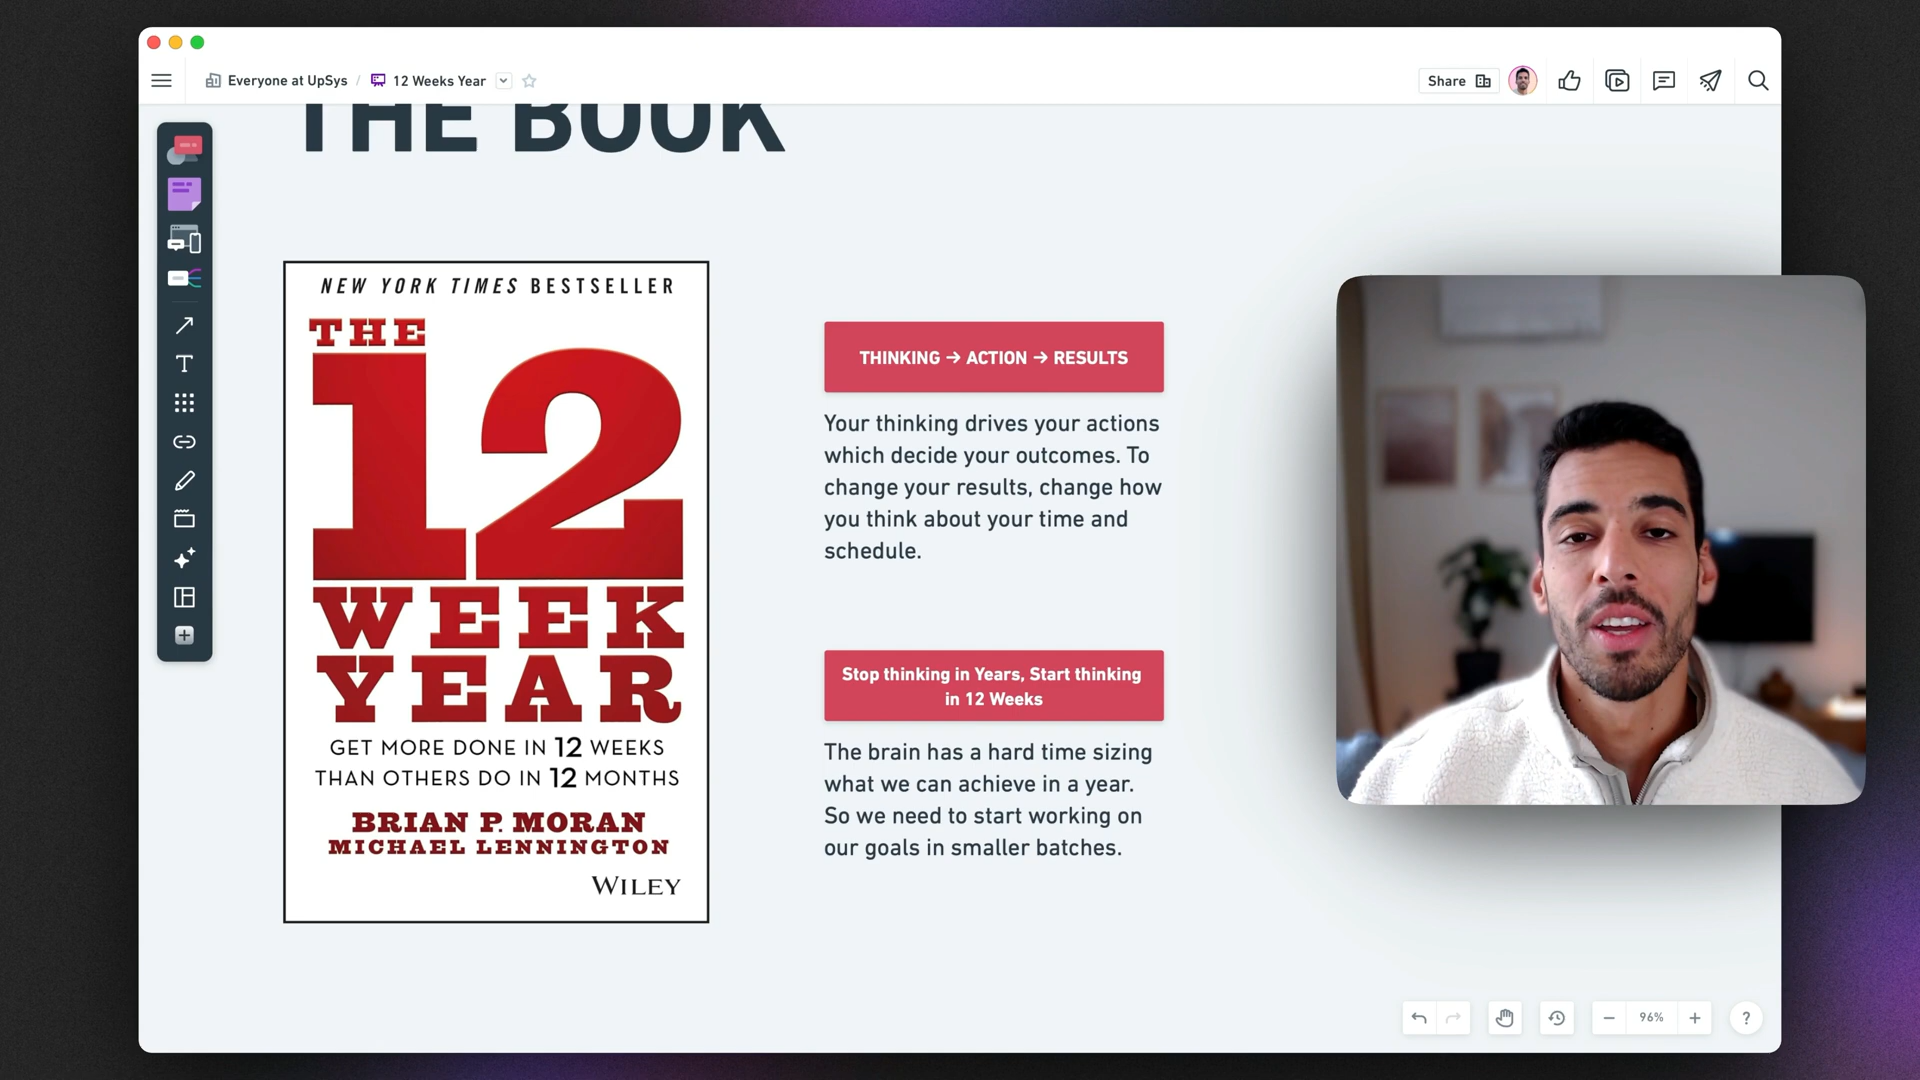 Everyone at UpSys / 12 Weeks Year
Share
THE BOOK
NEW YORK TIMES BESTSELLER
THE
12
WEEK
YEAR
GET MORE DONE IN 12 WEEKS
THAN OTHERS DO IN 12 MONTHS
BRIAN P. MORAN
MICHAEL LENNINGTON
WILEY
THINKING → ACTION → RESULTS
Your thinking drives your actions
which decide your outcomes. To
change your results, change how
you think about your time and
schedule.
Stop thinking in Years, Start thinking
in 12 Weeks
The brain has a hard time sizing
what we can achieve in a year.
So we need to start working on
our goals in smaller batches.
96%